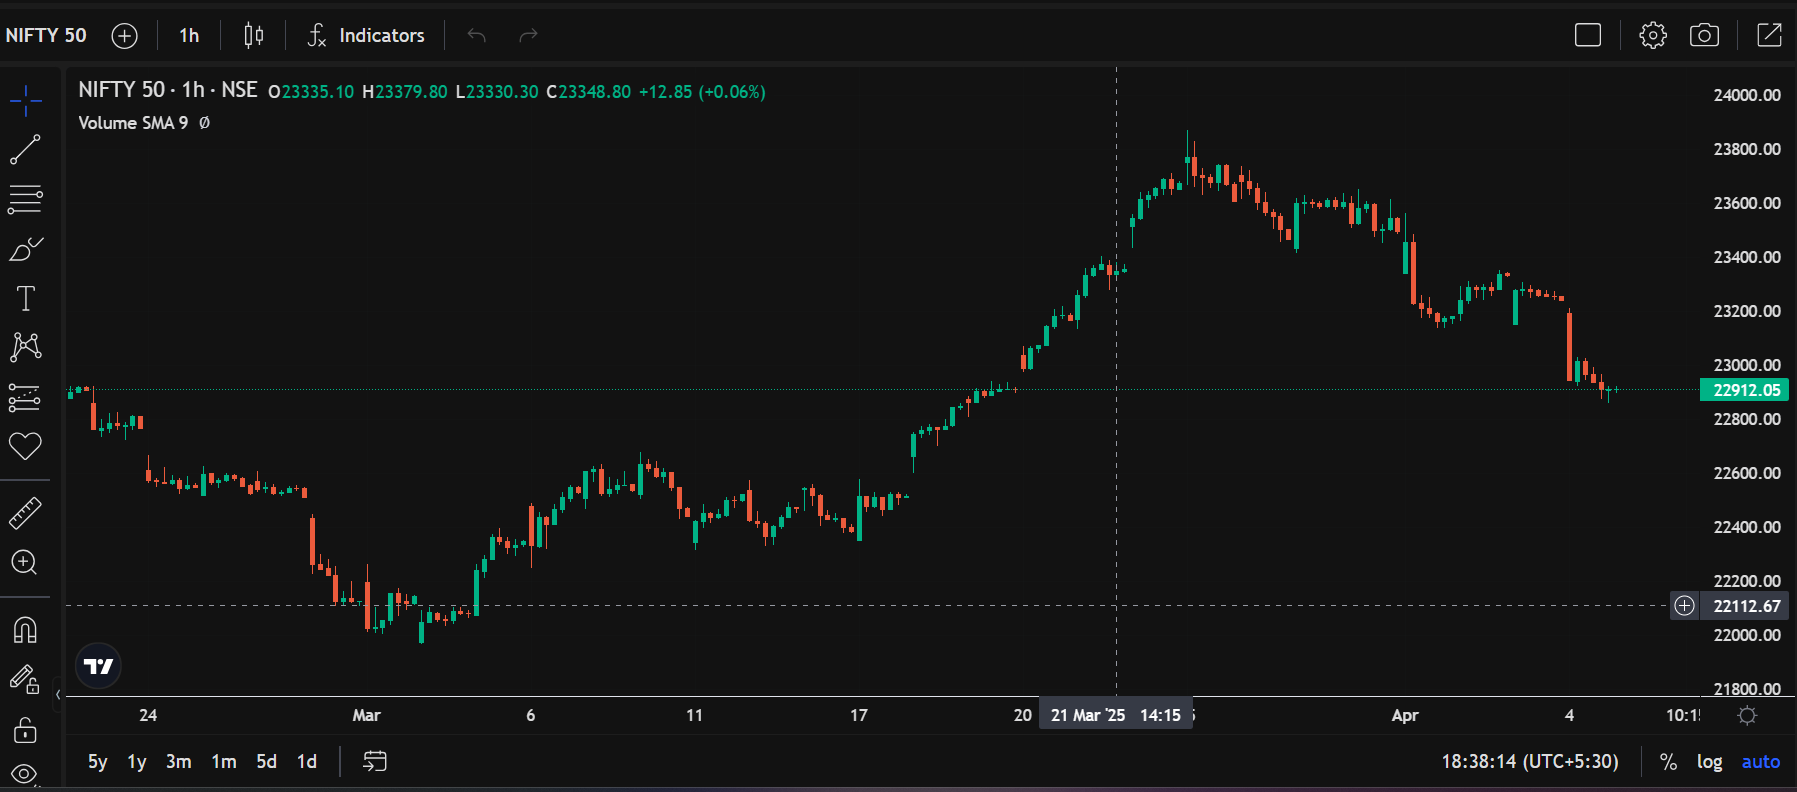 NIFTY 50 1h Indicators
NIFTY 50 · 1h · NSE O23335.10 H23379.80 L23330.30 C23348.80 +12.85 (+0.06%)
Volume SMA 9 Ø
24000.00
23800.00
23600.00
23400.00
23200.00
23000.00
22912.05
22800.00
22600.00
22400.00
22200.00
22112.67
22000.00
21800.00
24 Mar 6 11 17 20 21 Mar '25 14:15 Apr 4
5y 1y 3m 1m 5d 1d 18:38:14 (UTC+5:30) % log auto